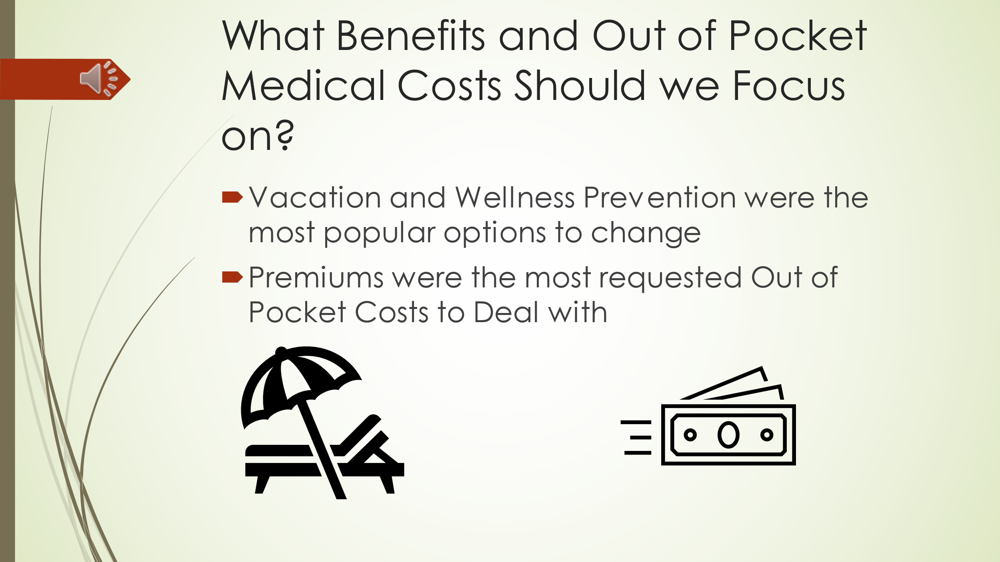 What Benefits and Out of Pocket
Medical Costs Should we Focus
on?
Vacation and Wellness Prevention were the
most popular options to change
Premiums were the most requested Out of
Pocket Costs to Deal with